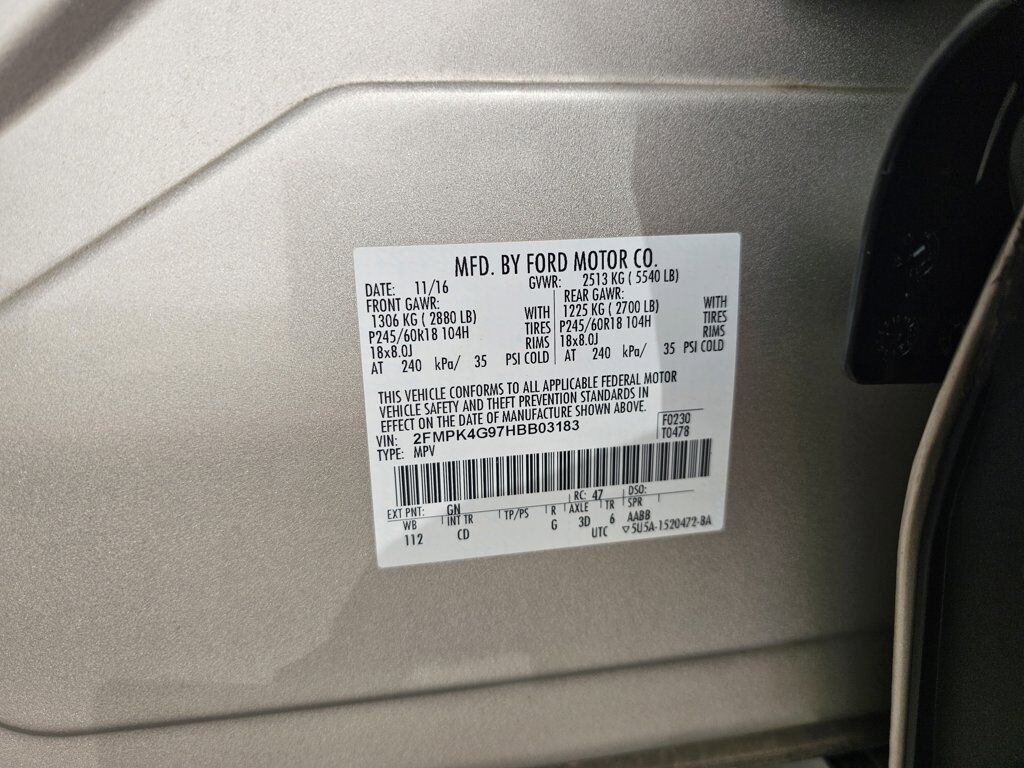 MFD. BY FORD MOTOR CO.
DATE: 11/16 GVWR: 2513 KG ( 5540 LB)
FRONT GAWR: REAR GAWR:
1306 KG ( 2880 LB) WITH 1225 KG ( 2700 LB) WITH
P245/60R18 104H TIRES P245/60R18 104H TIRES
18x8.0J RIMS 18x8.0J RIMS
AT 240 kPa/ 35 PSI COLD AT 240 kPa/ 35 PSI COLD
THIS VEHICLE CONFORMS TO ALL APPLICABLE FEDERAL MOTOR
VEHICLE SAFETY AND THEFT PREVENTION STANDARDS IN
EFFECT ON THE DATE OF MANUFACTURE SHOWN ABOVE.
VIN: 2FMPK4G97HBB03183 F0230
TYPE: MPV T0478
EXT PNT: GN RC: 47 DSO:
WB INT TR TP/PS R AXLE TR SPR
112 CD G 3D 6 AABB
UTC ▽5U5A-1520472-BA